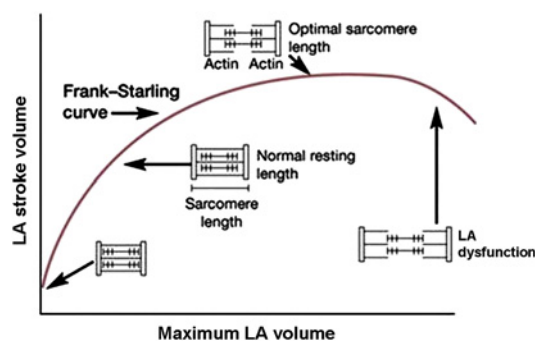 Optimal sarcomere
length
Actin Actin
Frank–Starling
curve
Normal resting
length
Sarcomere
length
LA
dysfunction
LA stroke volume
Maximum LA volume